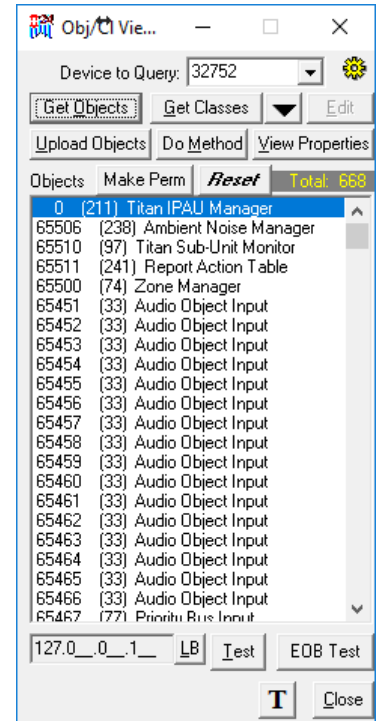 Obj/Cl Vie...
Device to Query: 32752
Get Objects Get Classes Edit
Upload Objects Do Method View Properties
Objects Make Perm Reset Total: 668
0 (211) Titan IPAU Manager
65506 (238) Ambient Noise Manager
65510 (97) Titan Sub-Unit Monitor
65511 (241) Report Action Table
65500 (74) Zone Manager
65451 (33) Audio Object Input
65452 (33) Audio Object Input
65453 (33) Audio Object Input
65454 (33) Audio Object Input
65455 (33) Audio Object Input
65456 (33) Audio Object Input
65457 (33) Audio Object Input
65458 (33) Audio Object Input
65459 (33) Audio Object Input
65460 (33) Audio Object Input
65461 (33) Audio Object Input
65462 (33) Audio Object Input
65463 (33) Audio Object Input
65464 (33) Audio Object Input
65465 (33) Audio Object Input
65466 (33) Audio Object Input
65467 (77) Priority Bus Input
127.0__.0__.1__ LB Test EOB Test
T Close